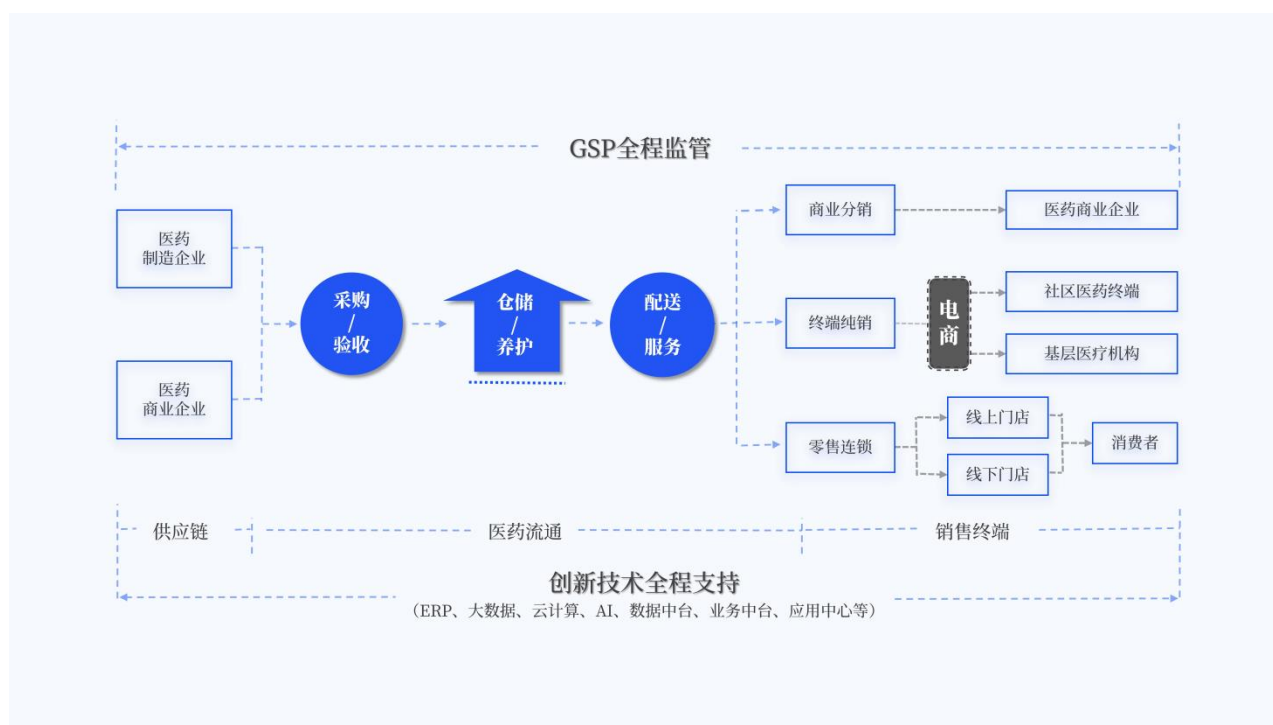 GSP全程监管
医药
制造企业
医药
商业企业
采购
/
验收
仓储
/
养护
配送
/
服务
商业分销
医药商业企业
终端纯销
电
商
社区医药终端
基层医疗机构
零售连锁
线上门店
线下门店
消费者
供应链
医药流通
销售终端
创新技术全程支持
（ERP、大数据、云计算、AI、数据中台、业务中台、应用中心等）